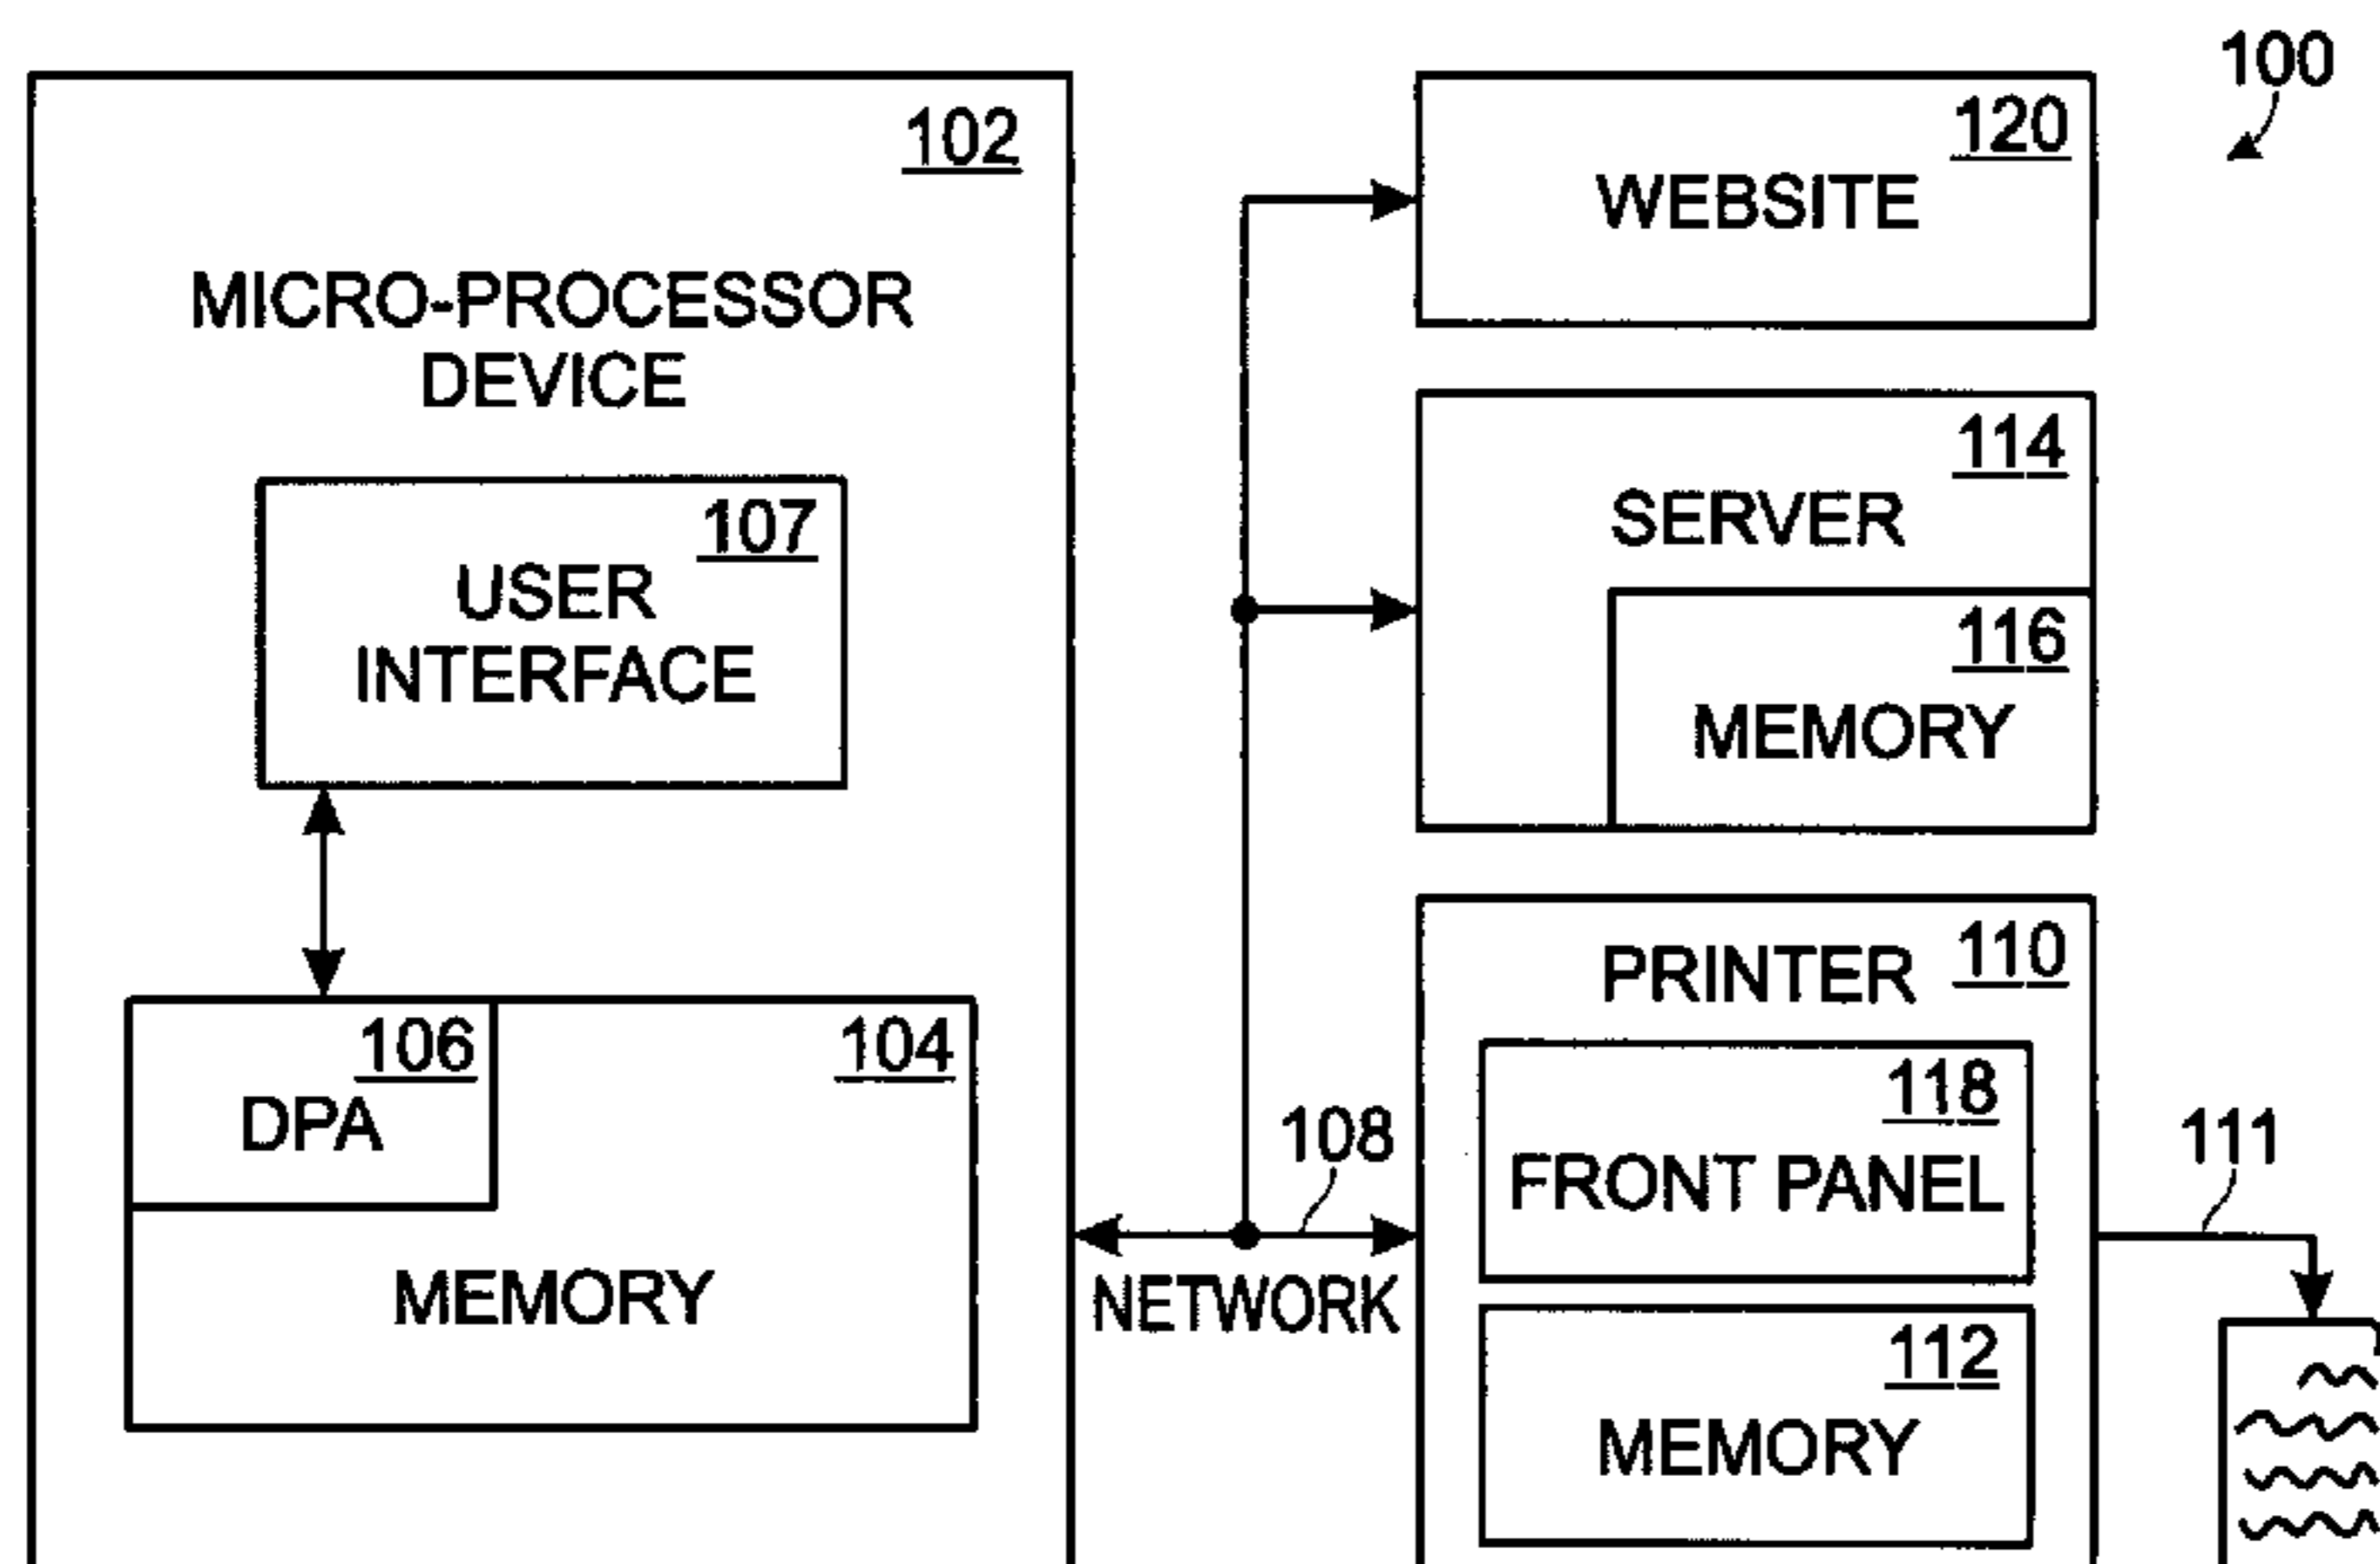 100
102
MICRO-PROCESSOR
DEVICE
107
USER
INTERFACE
106
DPA
104
MEMORY
120
WEBSITE
114
SERVER
116
MEMORY
108
NETWORK
110
PRINTER
118
FRONT PANEL
112
MEMORY
111